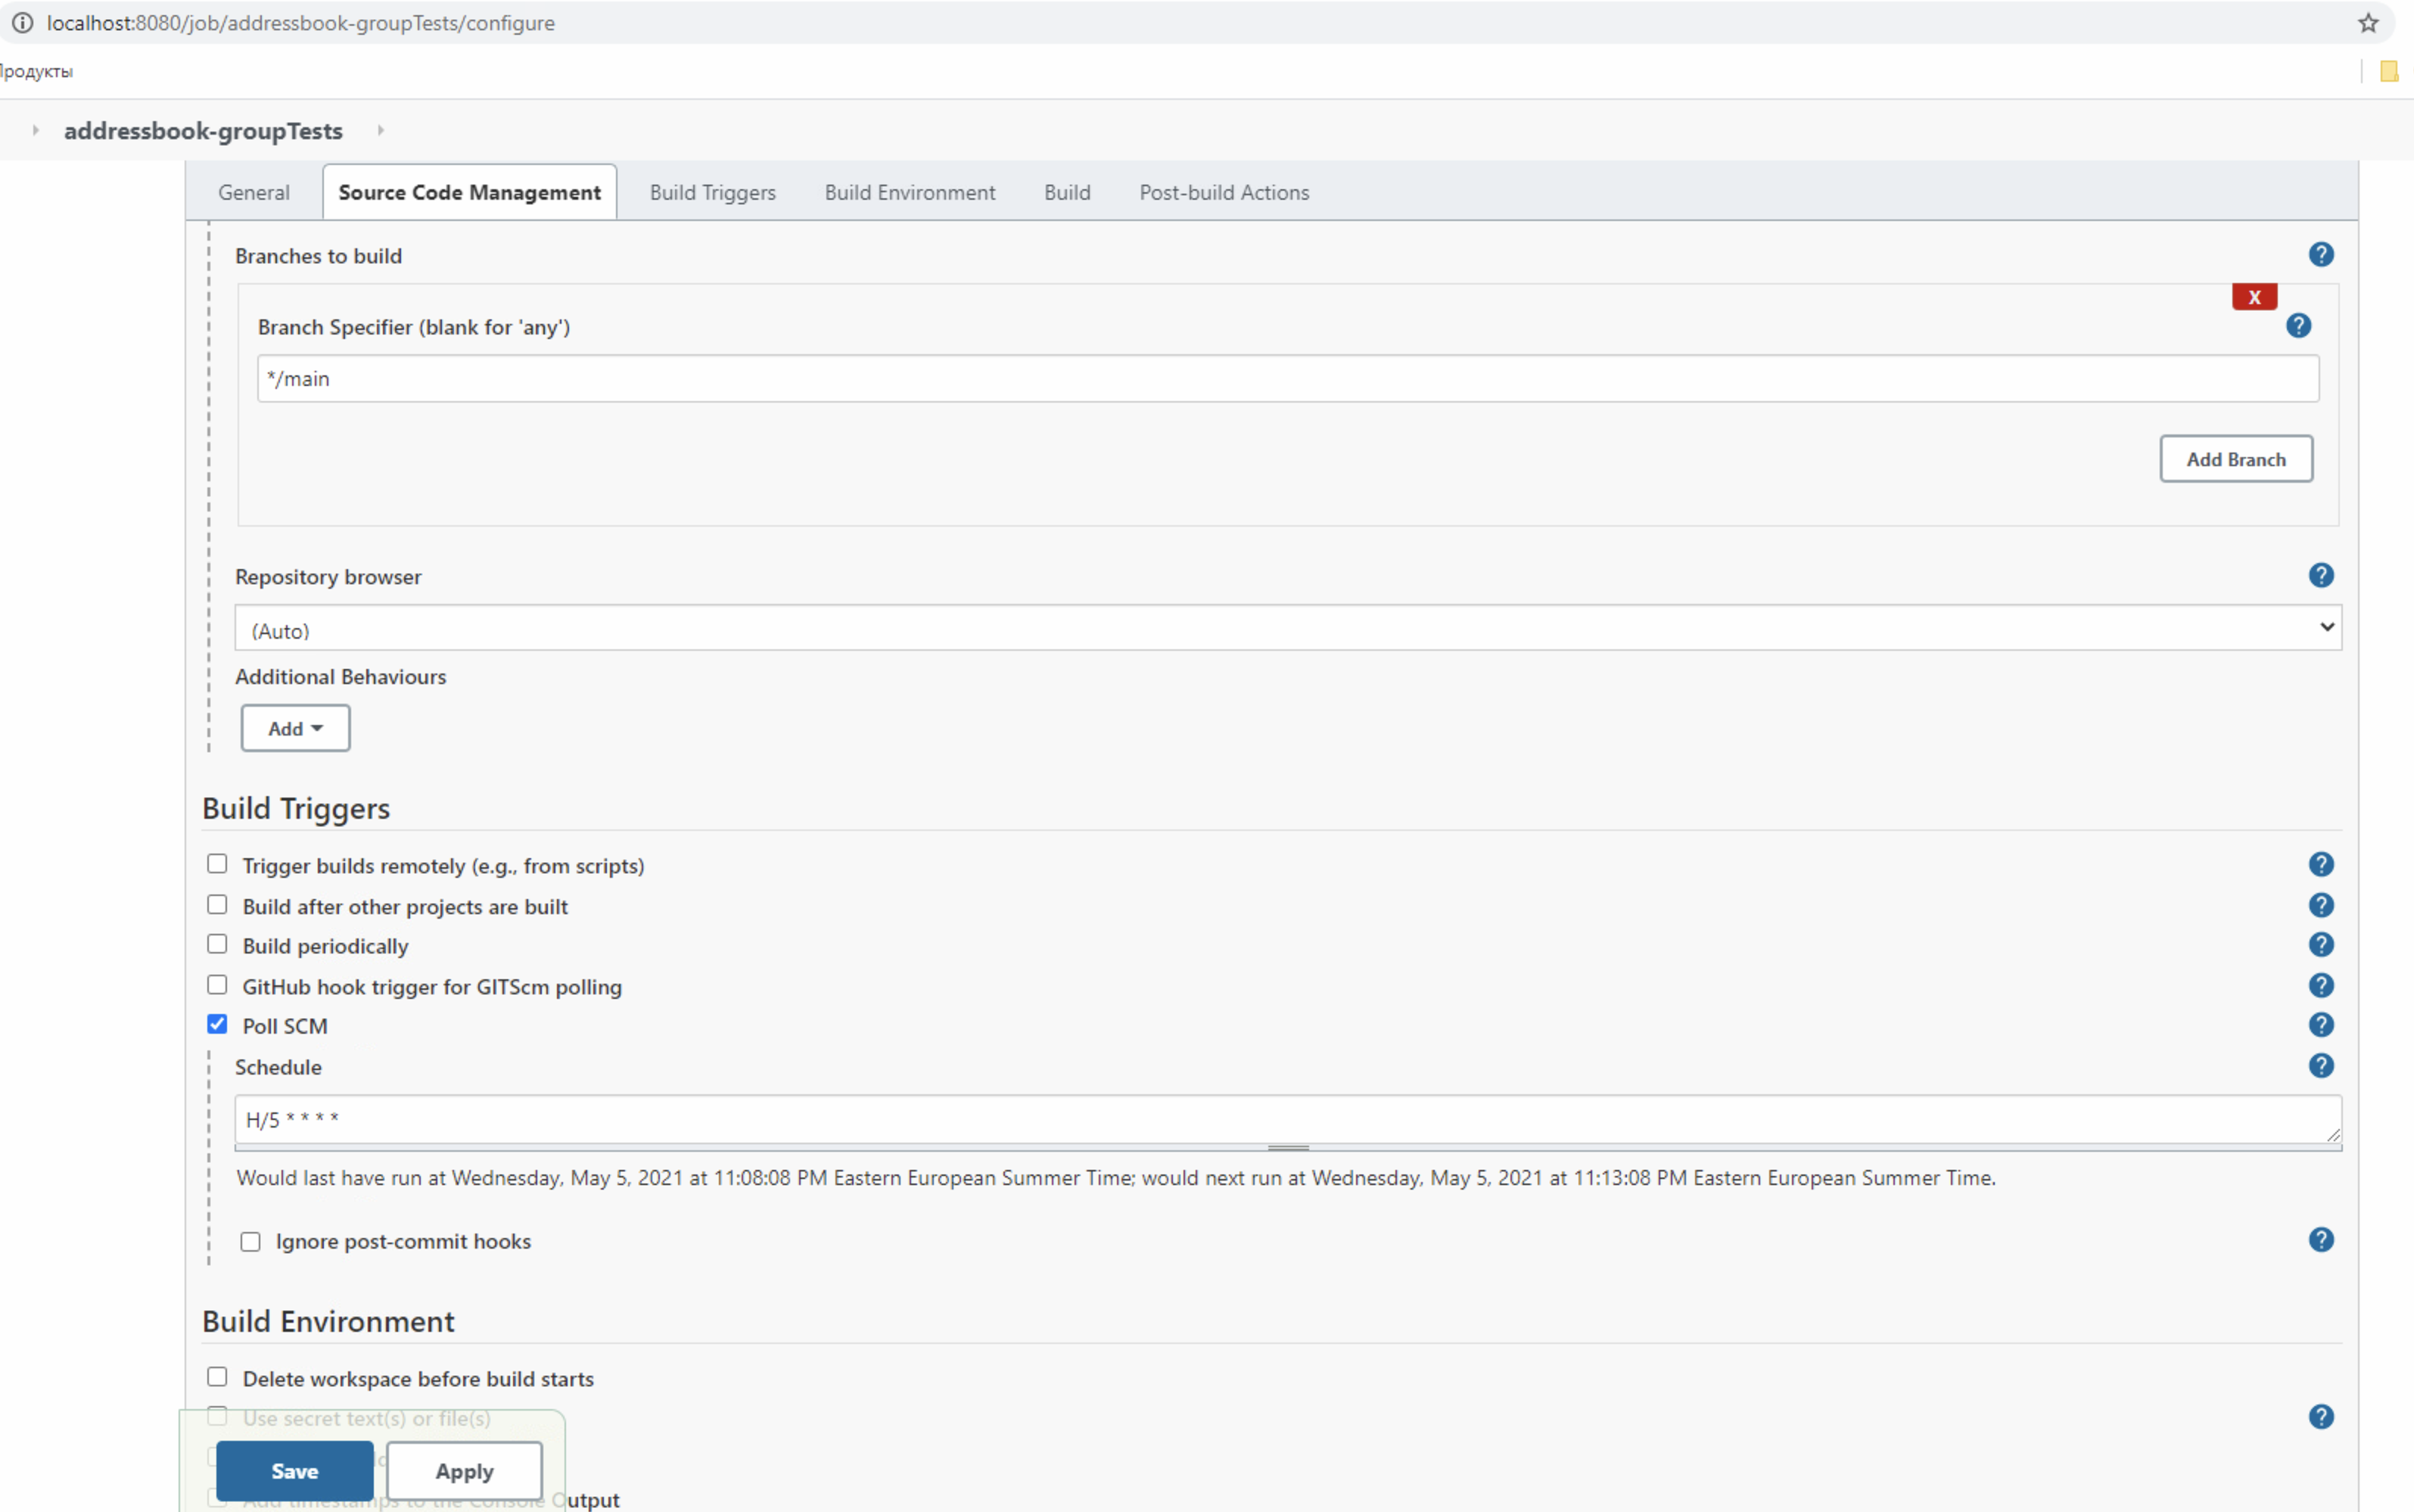 localhost:8080/job/addressbook-groupTests/configure
Продукты
addressbook-groupTests
General Source Code Management Build Triggers Build Environment Build Post-build Actions
Branches to build
X
Branch Specifier (blank for 'any')
*/main
Add Branch
Repository browser
(Auto)
Additional Behaviours
Add
Build Triggers
Trigger builds remotely (e.g., from scripts)
Build after other projects are built
Build periodically
GitHub hook trigger for GITScm polling
Poll SCM
Schedule
H/5 * * * *
Would last have run at Wednesday, May 5, 2021 at 11:08:08 PM Eastern European Summer Time; would next run at Wednesday, May 5, 2021 at 11:13:08 PM Eastern European Summer Time.
Ignore post-commit hooks
Build Environment
Delete workspace before build starts
Use secret text(s) or file(s)
Save Apply
Add timestamps to the Console Output